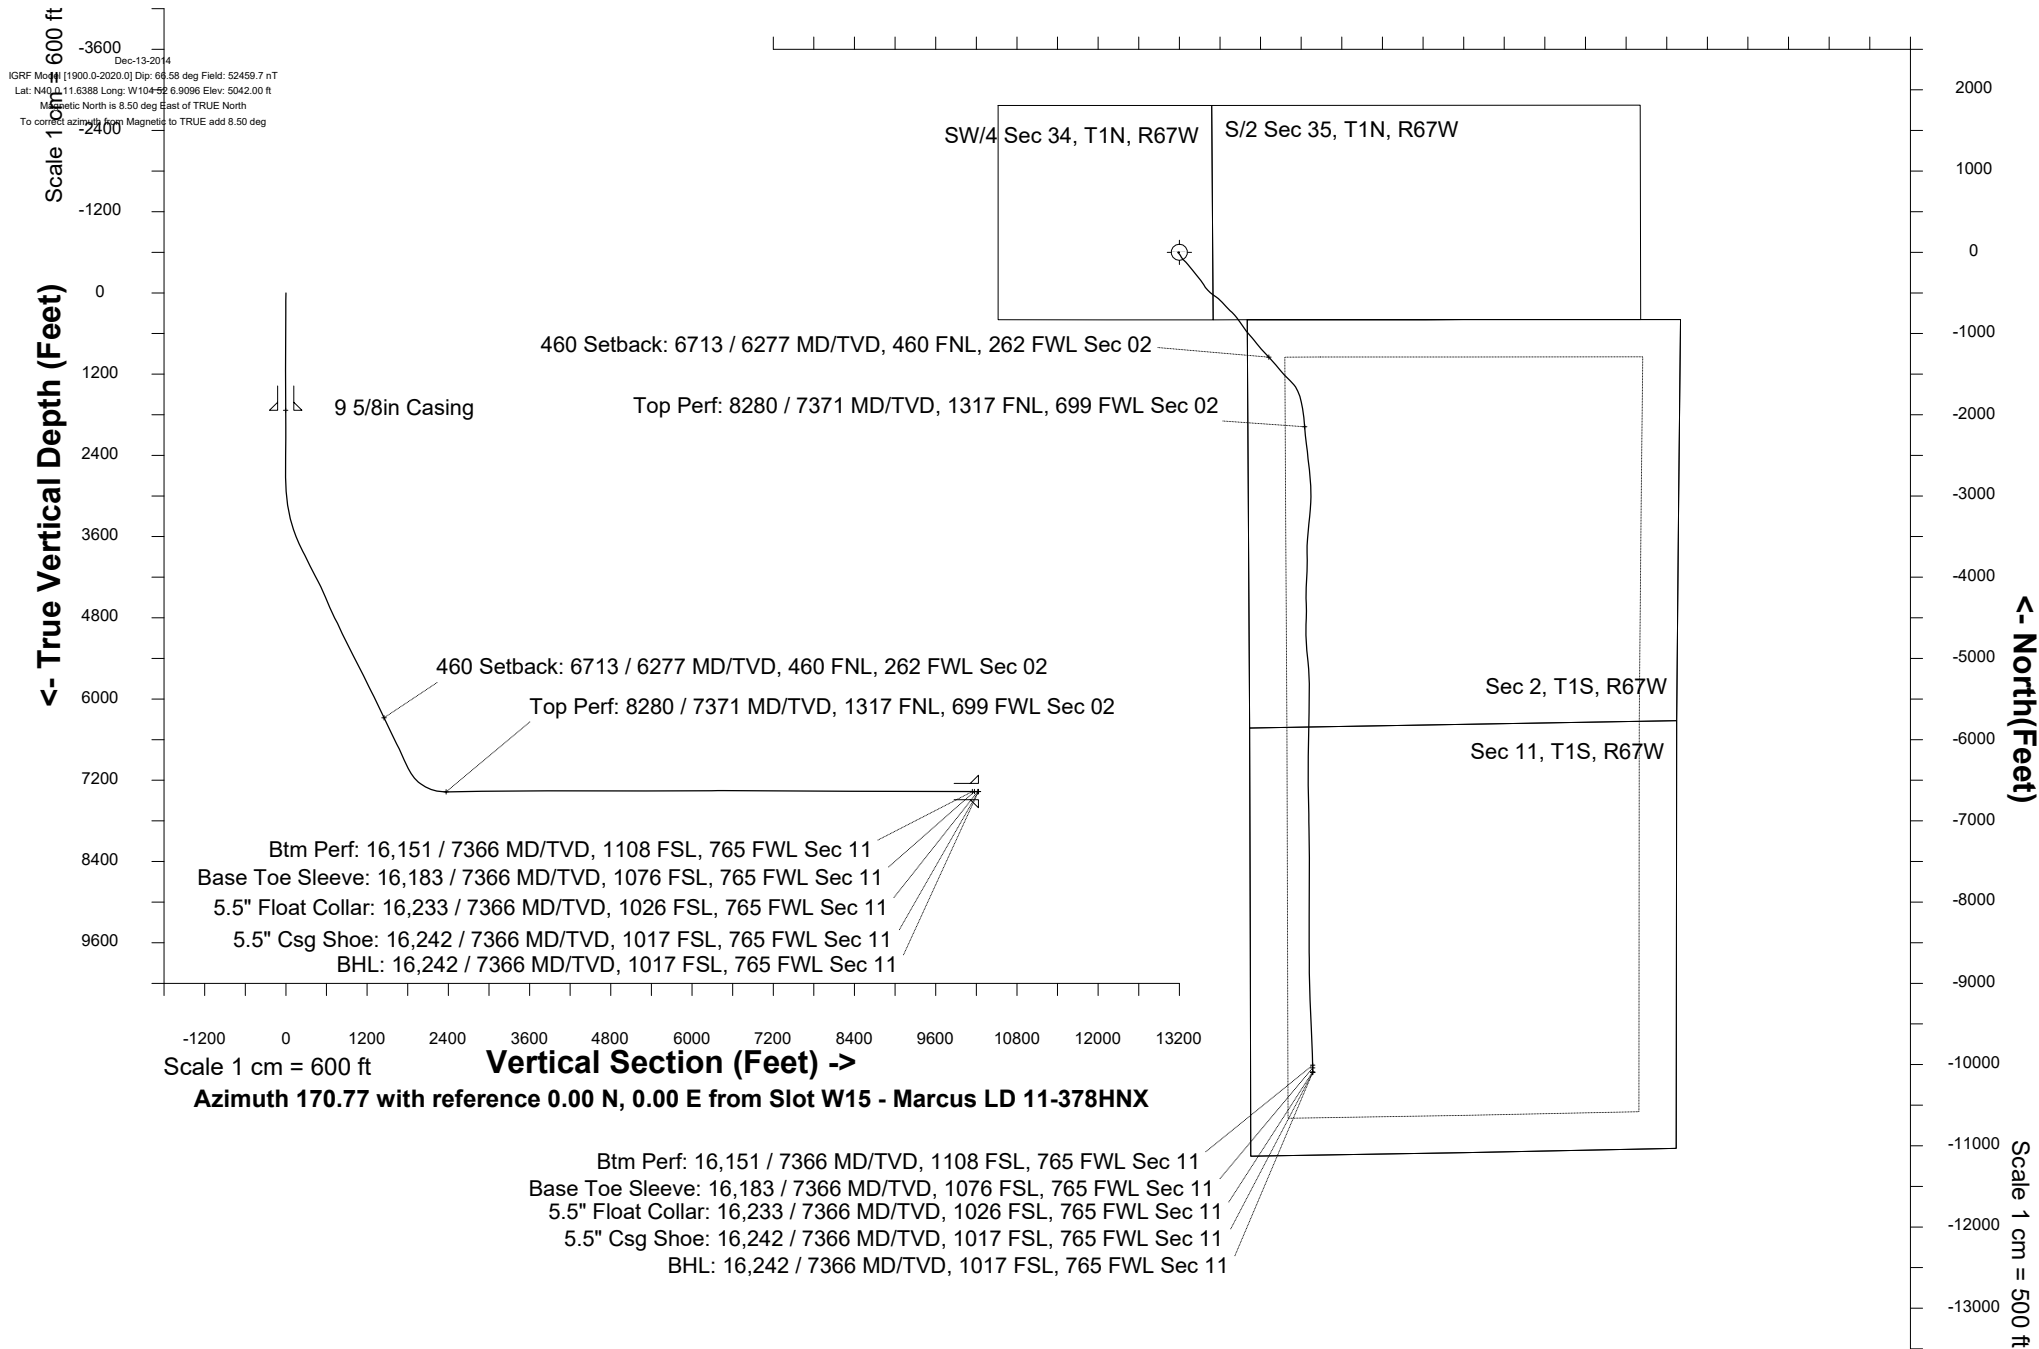 Scale 1 cm = 600 ft
<- True Vertical Depth (Feet)
-3600
-2400
-1200
0
1200
2400
3600
4800
6000
7200
8400
9600
Dec-13-2014
IGRF Model [1900.0-2020.0] Dip: 66.58 deg Field: 52459.7 nT
Lat: N40 0 11.6388 Long: W104 52 6.9096 Elev: 5042.00 ft
Magnetic North is 8.50 deg East of TRUE North
To correct azimuth from Magnetic to TRUE add 8.50 deg
9 5/8in Casing
460 Setback: 6713 / 6277 MD/TVD, 460 FNL, 262 FWL Sec 02
Top Perf: 8280 / 7371 MD/TVD, 1317 FNL, 699 FWL Sec 02
Btm Perf: 16,151 / 7366 MD/TVD, 1108 FSL, 765 FWL Sec 11
Base Toe Sleeve: 16,183 / 7366 MD/TVD, 1076 FSL, 765 FWL Sec 11
5.5" Float Collar: 16,233 / 7366 MD/TVD, 1026 FSL, 765 FWL Sec 11
5.5" Csg Shoe: 16,242 / 7366 MD/TVD, 1017 FSL, 765 FWL Sec 11
BHL: 16,242 / 7366 MD/TVD, 1017 FSL, 765 FWL Sec 11
-1200 0 1200 2400 3600 4800 6000 7200 8400 9600 10800 12000 13200
Scale 1 cm = 600 ft
Vertical Section (Feet) ->
Azimuth 170.77 with reference 0.00 N, 0.00 E from Slot W15 - Marcus LD 11-378HNX
SW/4 Sec 34, T1N, R67W
S/2 Sec 35, T1N, R67W
460 Setback: 6713 / 6277 MD/TVD, 460 FNL, 262 FWL Sec 02
Top Perf: 8280 / 7371 MD/TVD, 1317 FNL, 699 FWL Sec 02
Sec 2, T1S, R67W
Sec 11, T1S, R67W
Btm Perf: 16,151 / 7366 MD/TVD, 1108 FSL, 765 FWL Sec 11
Base Toe Sleeve: 16,183 / 7366 MD/TVD, 1076 FSL, 765 FWL Sec 11
5.5" Float Collar: 16,233 / 7366 MD/TVD, 1026 FSL, 765 FWL Sec 11
5.5" Csg Shoe: 16,242 / 7366 MD/TVD, 1017 FSL, 765 FWL Sec 11
BHL: 16,242 / 7366 MD/TVD, 1017 FSL, 765 FWL Sec 11
2000
1000
0
-1000
-2000
-3000
-4000
-5000
-6000
-7000
-8000
-9000
-10000
-11000
-12000
-13000
<- North(Feet)
Scale 1 cm = 500 ft